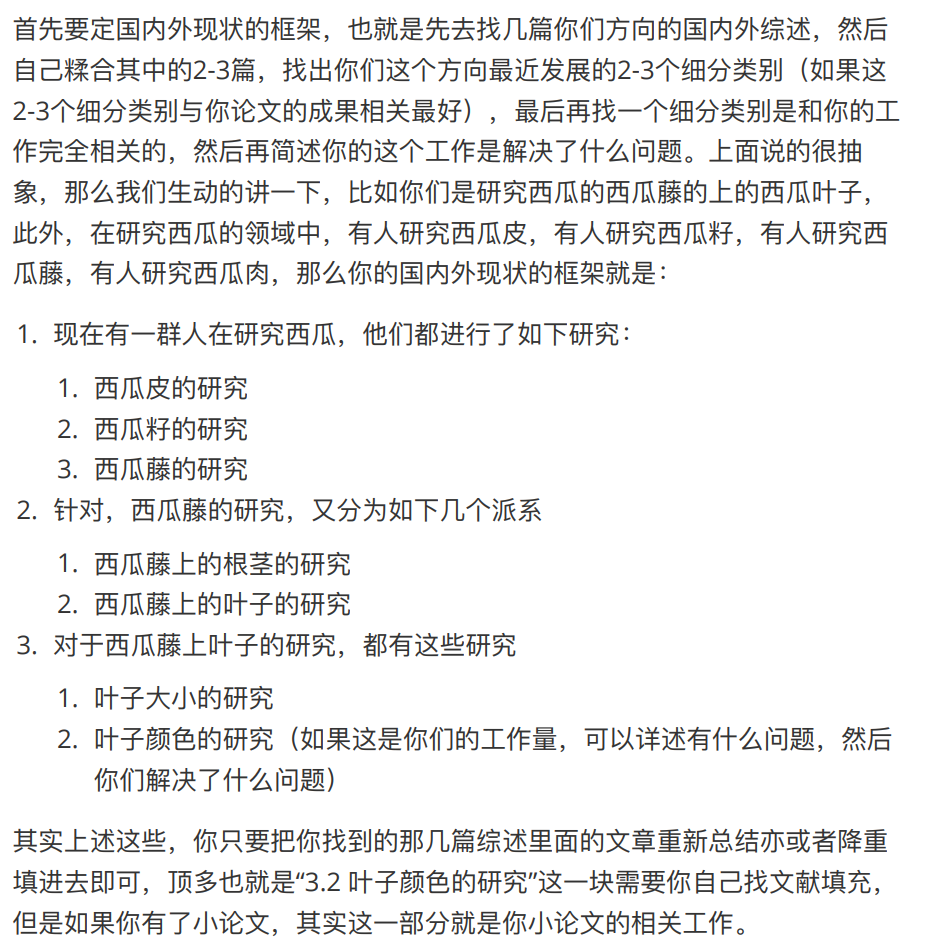 首先要定国内外现状的框架，也就是先去找几篇你们方向的国内外综述，然后
自己糅合其中的2-3篇，找出你们这个方向最近发展的2-3个细分类别（如果这
2-3个细分类别与你论文的成果相关最好），最后再找一个细分类别是和你的工
作完全相关的，然后再简述你的这个工作是解决了什么问题。上面说的很抽
象，那么我们生动的讲一下，比如你们是研究西瓜的西瓜藤的上的西瓜叶子，
此外，在研究西瓜的领域中，有人研究西瓜皮，有人研究西瓜籽，有人研究西
瓜藤，有人研究西瓜肉，那么你的国内外现状的框架就是：
1. 现在有一群人在研究西瓜，他们都进行了如下研究：
1. 西瓜皮的研究
2. 西瓜籽的研究
3. 西瓜藤的研究
2. 针对，西瓜藤的研究，又分为如下几个派系
1. 西瓜藤上的根茎的研究
2. 西瓜藤上的叶子的研究
3. 对于西瓜藤上叶子的研究，都有这些研究
1. 叶子大小的研究
2. 叶子颜色的研究（如果这是你们的工作量，可以详述有什么问题，然后
你们解决了什么问题）
其实上述这些，你只要把你找到的那几篇综述里面的文章重新总结亦或者降重
填进去即可，顶多也就是“3.2 叶子颜色的研究”这一块需要你自己找文献填充，
但是如果你有了小论文，其实这一部分就是你小论文的相关工作。